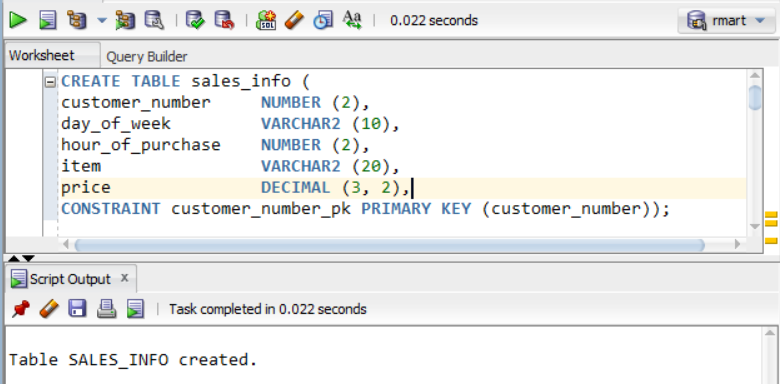 0.022 seconds
rmart
Worksheet Query Builder
CREATE TABLE sales_info (
customer_number NUMBER (2),
day_of_week VARCHAR2 (10),
hour_of_purchase NUMBER (2),
item VARCHAR2 (20),
price DECIMAL (3, 2),
CONSTRAINT customer_number_pk PRIMARY KEY (customer_number));
Script Output x
Task completed in 0.022 seconds
Table SALES_INFO created.